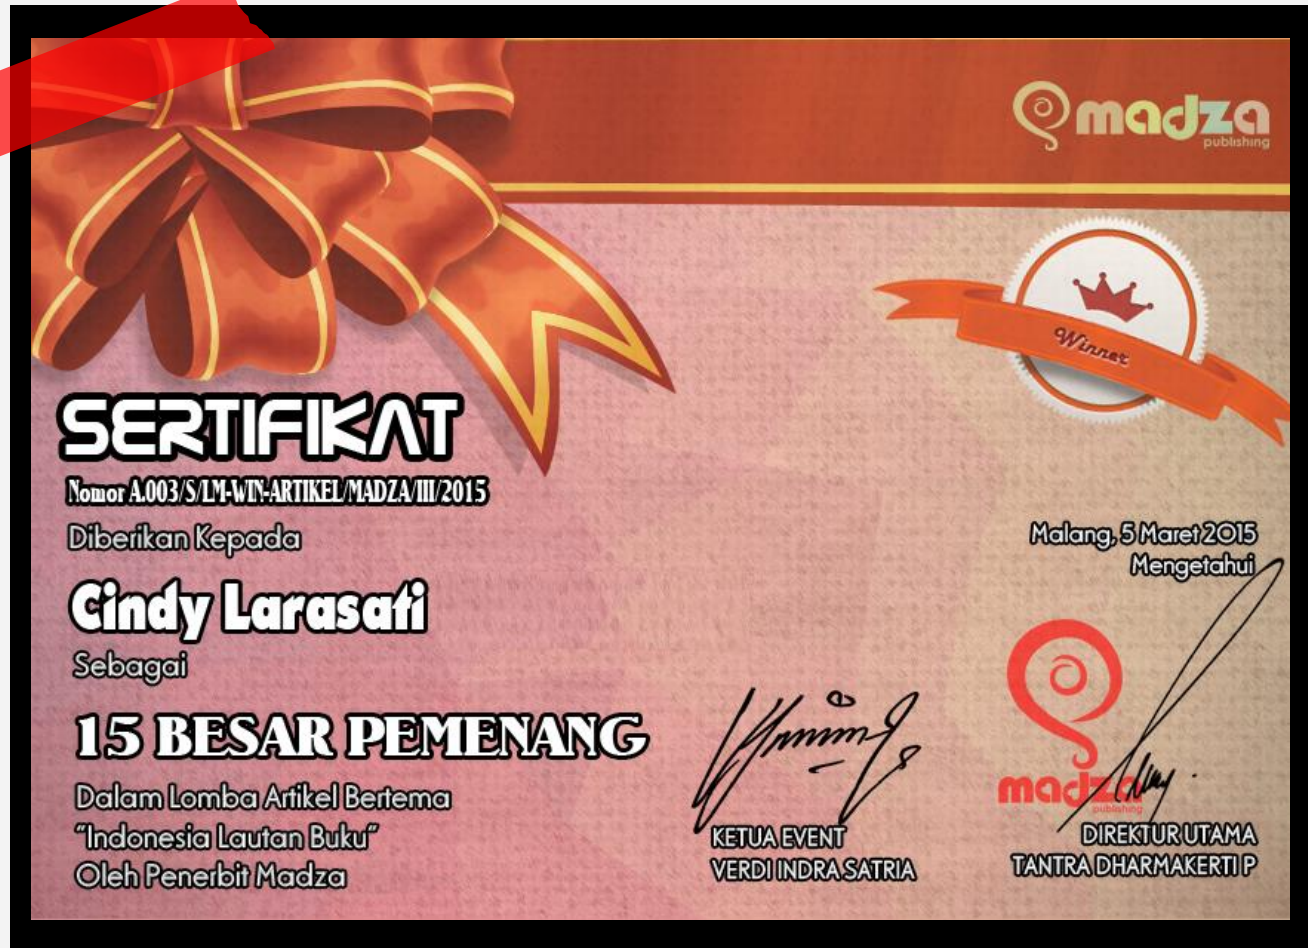 madza
publishing
Winner
SERTIFIKAT
Nomor A.003/S/LM-WIN-ARTIKEL/MADZA/III/2015
Diberikan Kepada
Cindy Larasati
Sebagai
15 BESAR PEMENANG
Dalam Lomba Artikel Bertema
"Indonesia Lautan Buku"
Oleh Penerbit Madza
KETUA EVENT
VERDI INDRA SATRIA
Malang, 5 Maret 2015
Mengetahui
madza
publishing
DIREKTUR UTAMA
TANTRA DHARMAKERTI P